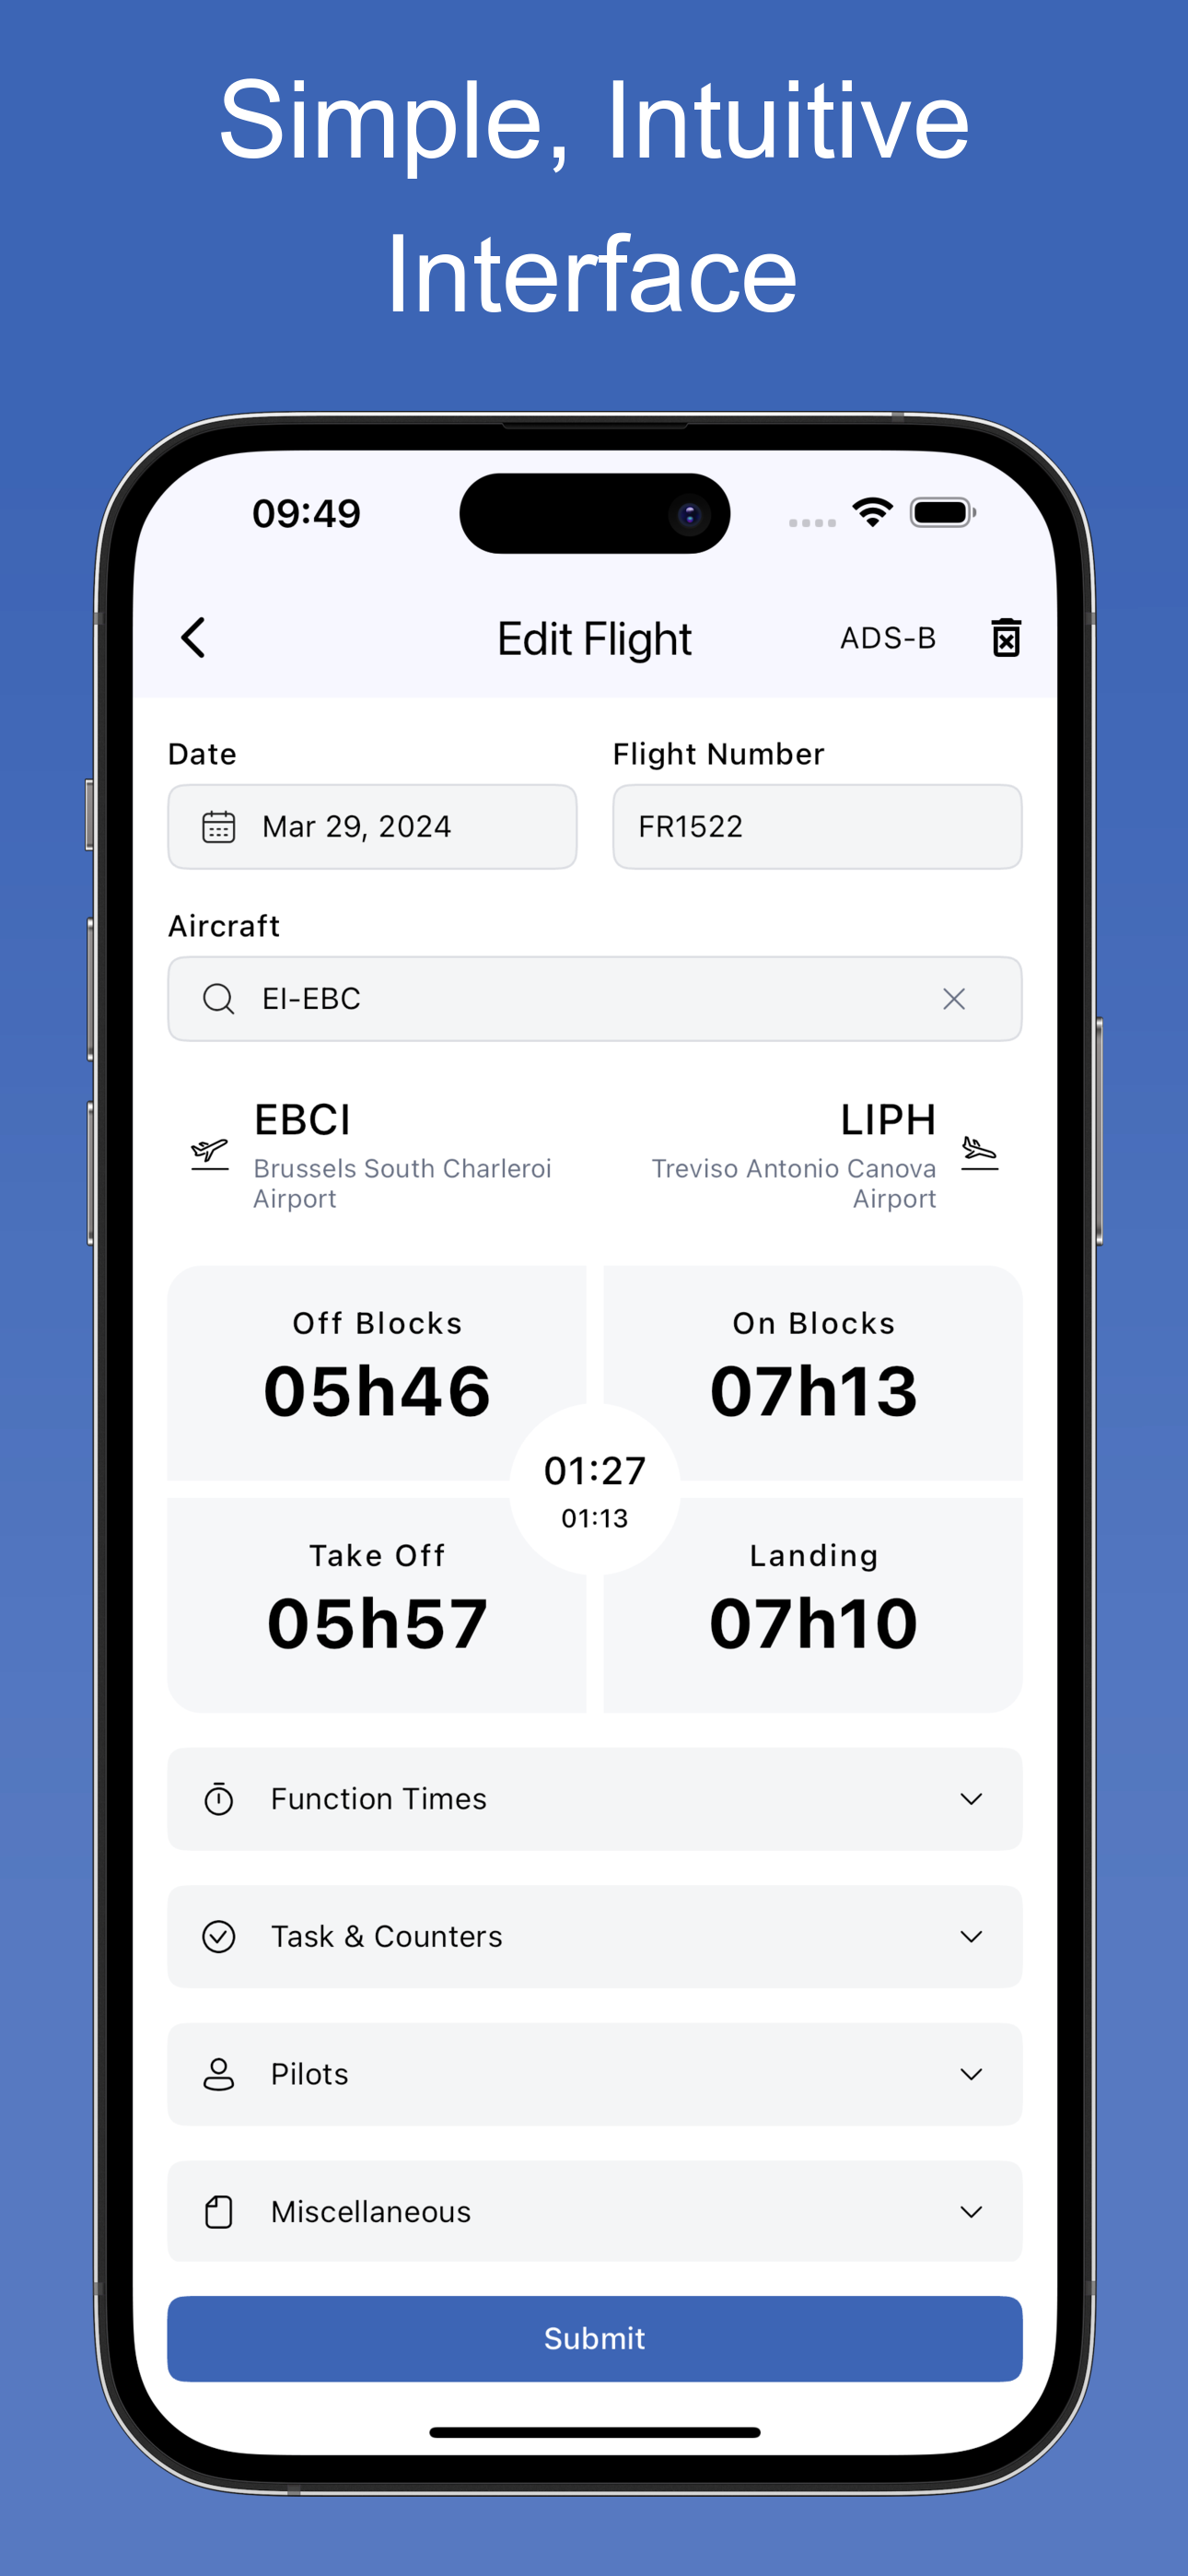 Simple, Intuitive
Interface
09:49
Edit Flight
ADS-B
Date
Flight Number
Mar 29, 2024
FR1522
Aircraft
EI-EBC
EBCI
LIPH
Brussels South Charleroi
Airport
Treviso Antonio Canova
Airport
Off Blocks
05h46
On Blocks
07h13
01:27
01:13
Take Off
05h57
Landing
07h10
Function Times
Task & Counters
Pilots
Miscellaneous
Submit